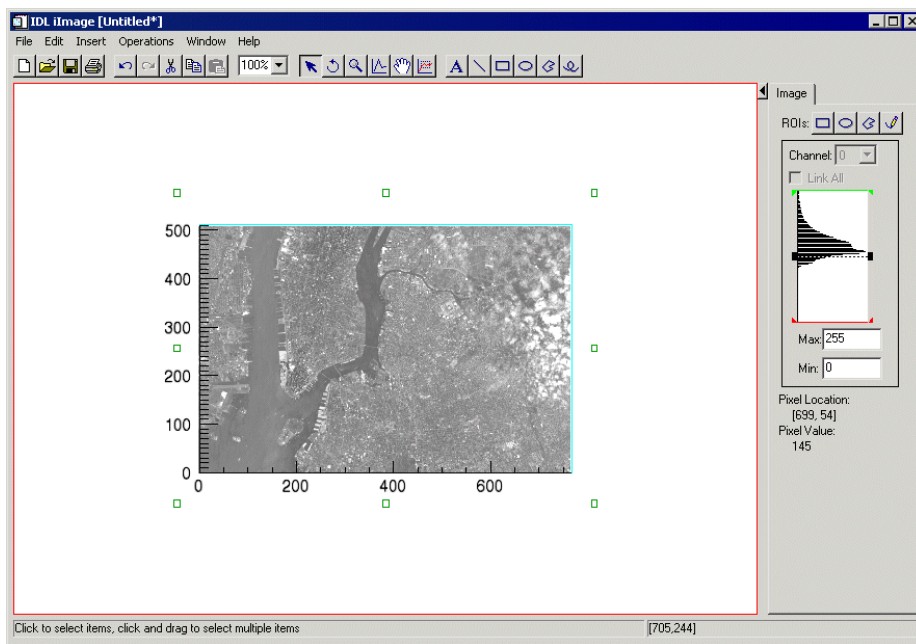 IDL iImage [Untitled*]
File Edit Insert Operations Window Help
100%
A
Image
ROIs:
Channel: 0
Link All
Max: 255
Min: 0
Pixel Location:
[699, 54]
Pixel Value:
145
500
400
300
200
100
0
0 200 400 600
Click to select items, click and drag to select multiple items [705,244]